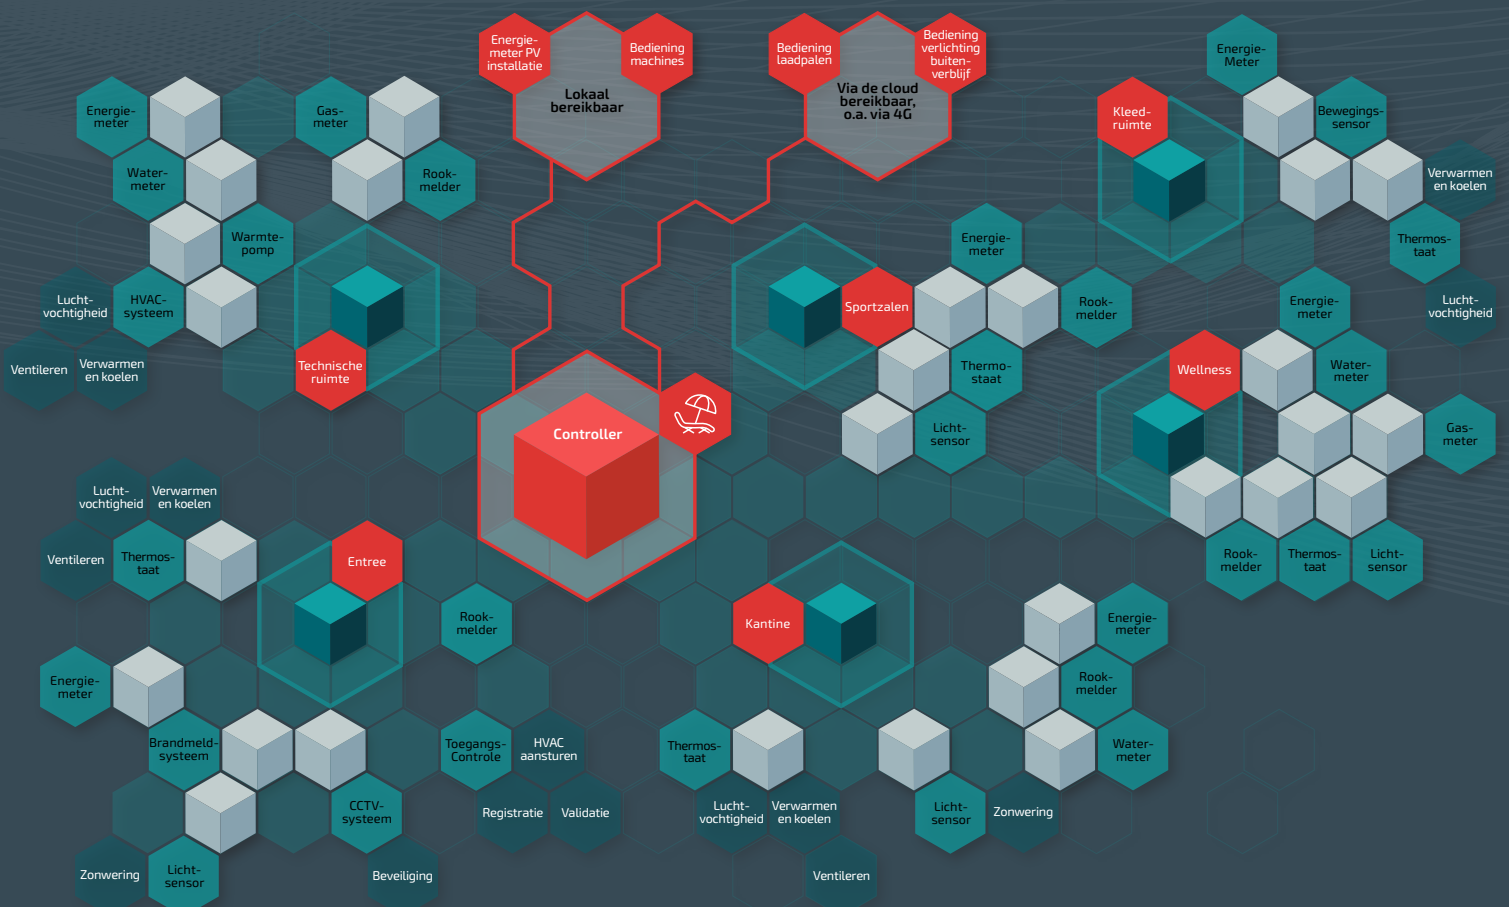 Energie-
meter PV
installatie
Bediening
machines
Lokaal
bereikbaar
Bediening
laadpalen
Bediening
verlichting
buiten-
verblijf
Via de cloud
bereikbaar,
o.a. via 4G
Energie-
meter
Gas-
meter
Water-
meter
Rook-
melder
Warmte-
pomp
Lucht-
vochtigheid
HVAC-
systeem
Ventileren
Verwarmen
en koelen
Technische
ruimte
Controller
Energie-
Meter
Kleed-
ruimte
Bewegings-
sensor
Verwarmen
en koelen
Thermos-
taat
Lucht-
vochtigheid
Energie-
meter
Sportzalen
Rook-
melder
Thermo-
staat
Licht-
sensor
Energie-
meter
Wellness
Water-
meter
Gas-
meter
Rook-
melder
Thermos-
taat
Licht-
sensor
Lucht-
vochtigheid
Verwarmen
en koelen
Ventileren
Thermos-
taat
Entree
Rook-
melder
Energie-
meter
Brandmeld-
systeem
CCTV-
systeem
Toegangs-
Controle
HVAC
aansturen
Registratie
Validatie
Zonwering
Licht-
sensor
Beveiliging
Kantine
Energie-
meter
Rook-
melder
Water-
meter
Thermos-
taat
Lucht-
vochtigheid
Verwarmen
en koelen
Licht-
sensor
Zonwering
Ventileren